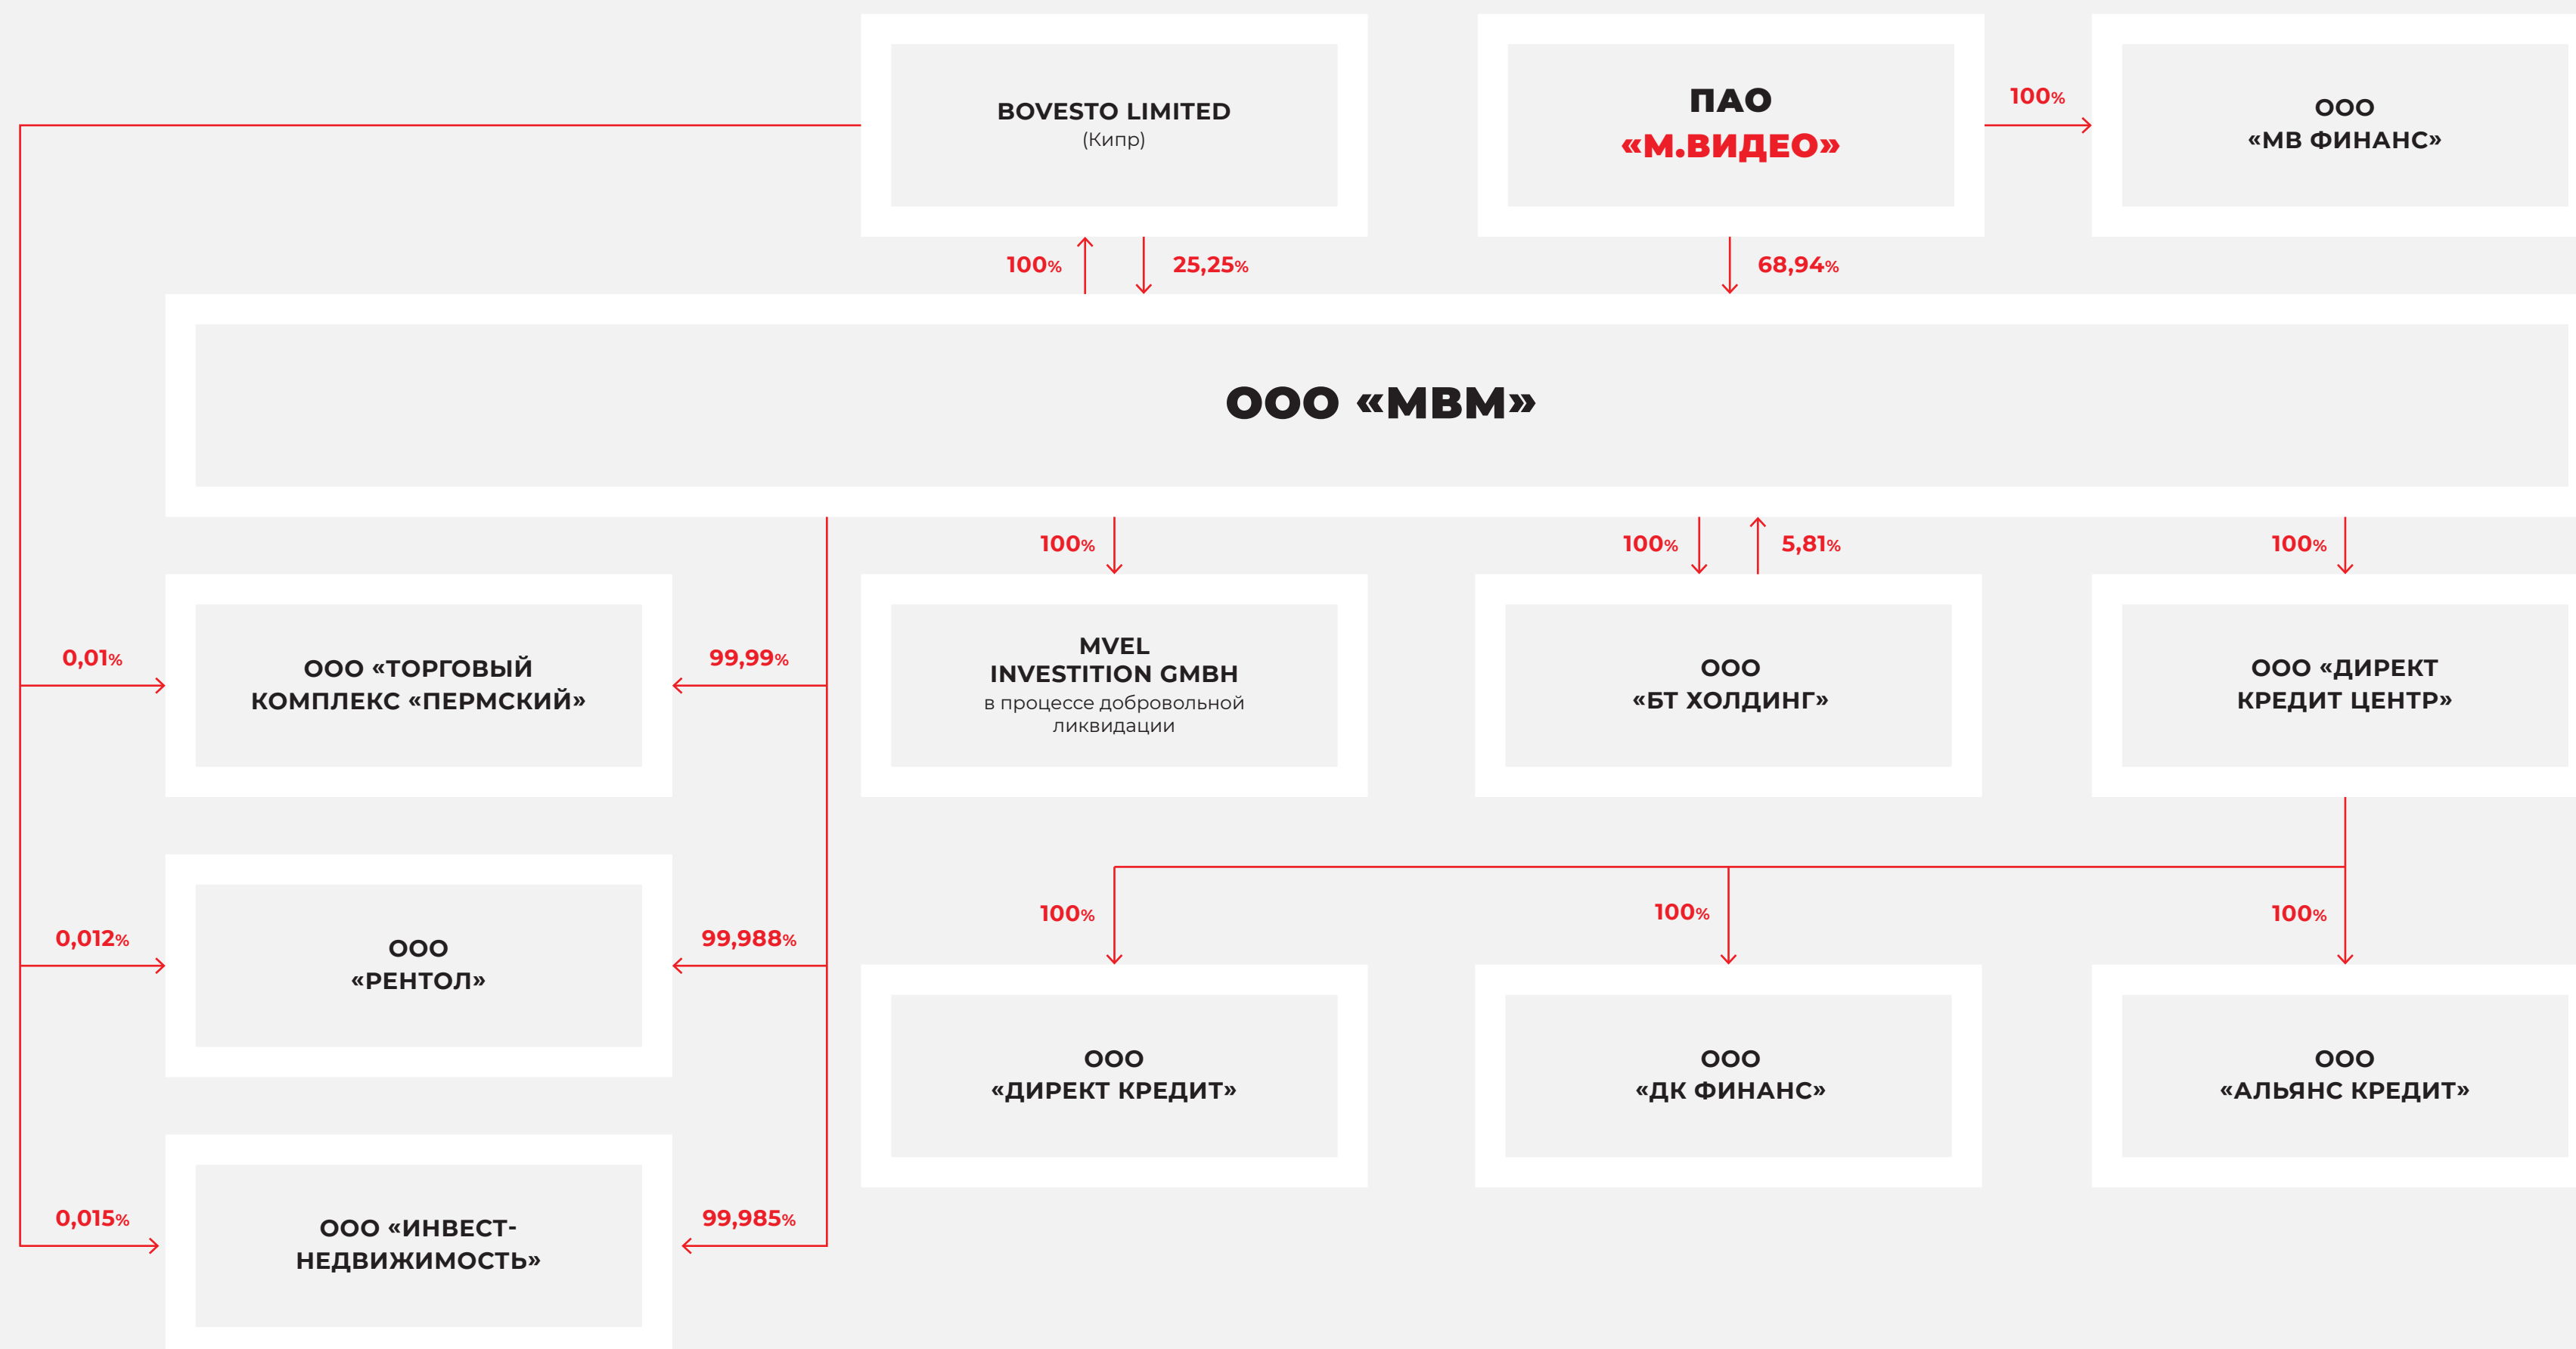 BOVESTO LIMITED
(Кипр)
ПАО
«М.ВИДЕО»
100%
ООО
«МВ ФИНАНС»
100%
25,25%
68,94%
ООО «МВМ»
100%
100%
5,81%
100%
0,01%
ООО «ТОРГОВЫЙ
КОМПЛЕКС «ПЕРМСКИЙ»
99,99%
MVEL
INVESTITION GMBH
в процессе добровольной
ликвидации
ООО
«БТ ХОЛДИНГ»
ООО «ДИРЕКТ
КРЕДИТ ЦЕНТР»
0,012%
ООО
«РЕНТОЛ»
99,988%
100%
100%
100%
ООО
«ДИРЕКТ КРЕДИТ»
ООО
«ДК ФИНАНС»
ООО
«АЛЬЯНС КРЕДИТ»
0,015%
ООО «ИНВЕСТ-
НЕДВИЖИМОСТЬ»
99,985%